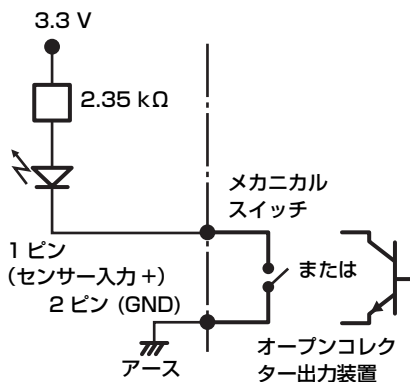 3.3 V
2.35 kΩ
メカニカル
スイッチ
1 ピン
（センサー入力 +）
2 ピン (GND)
または
アース
オープンコレク
ター出力装置